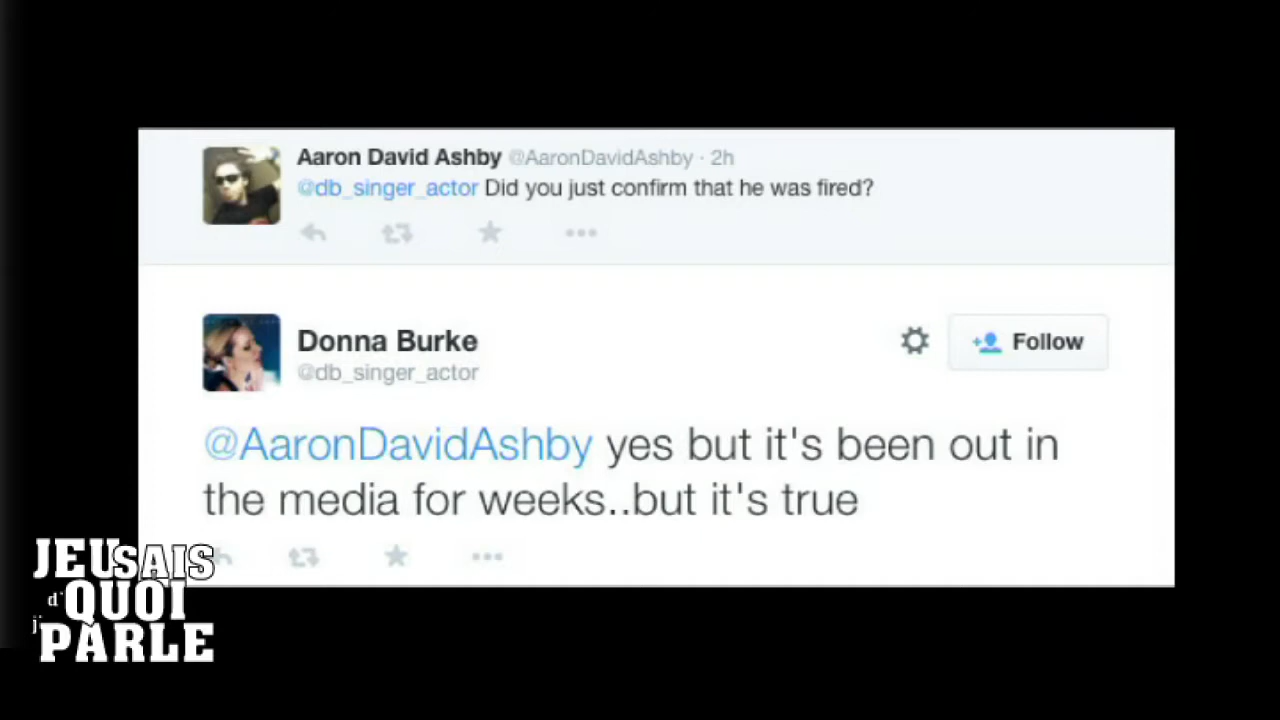 Aaron David Ashby @AaronDavidAshby · 2h
@db_singer_actor Did you just confirm that he was fired?
Donna Burke
Follow
@db_singer_actor
@AaronDavidAshby yes but it's been out in
the media for weeks..but it's true
JEU SAIS
d'QUOI
j'PARLE